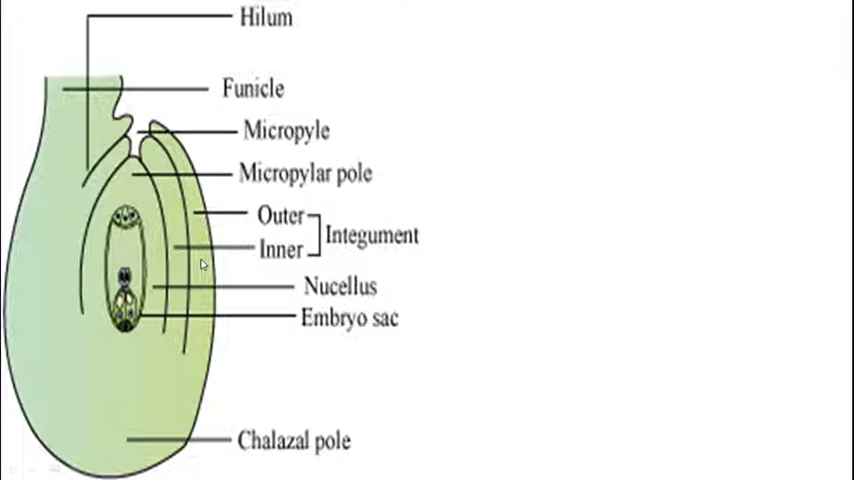 Hilum
Funicle
Micropyle
Micropylar pole
Outer
Integument
Inner
Nucellus
Embryo sac
Chalazal pole